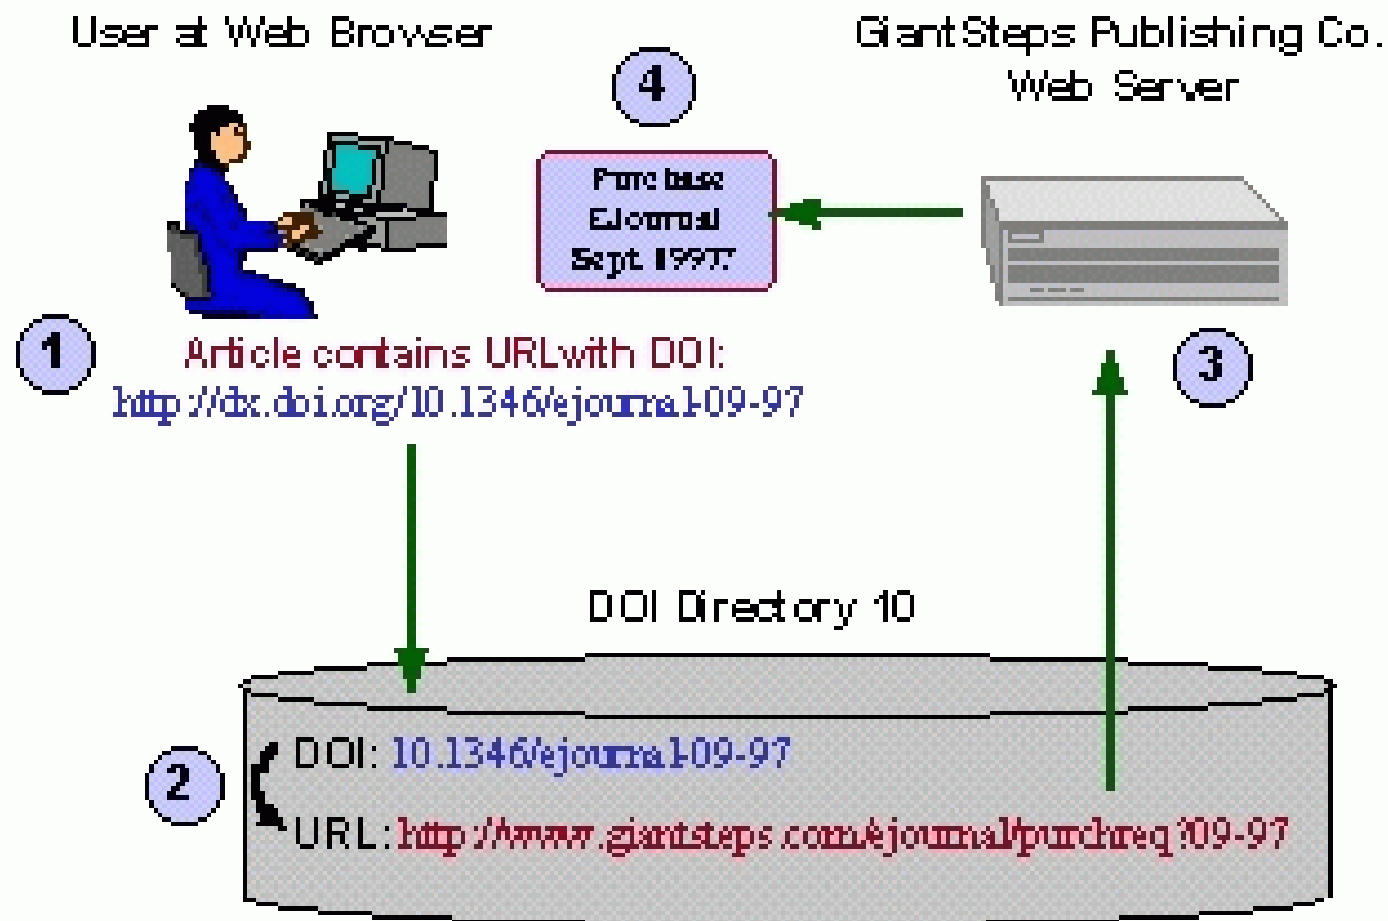 User at Web Browser
GiantSteps Publishing Co.
Web Server
4
Purchase
EJournal
Sept. 1997
1
Article contains URL with DOI:
http://dx.doi.org/10.1346/ejournal-09-97
3
DOI Directory 10
2
DOI: 10.1346/ejournal-09-97
URL: http://www.giantsteps.com/ejournal/purchreq?09-97